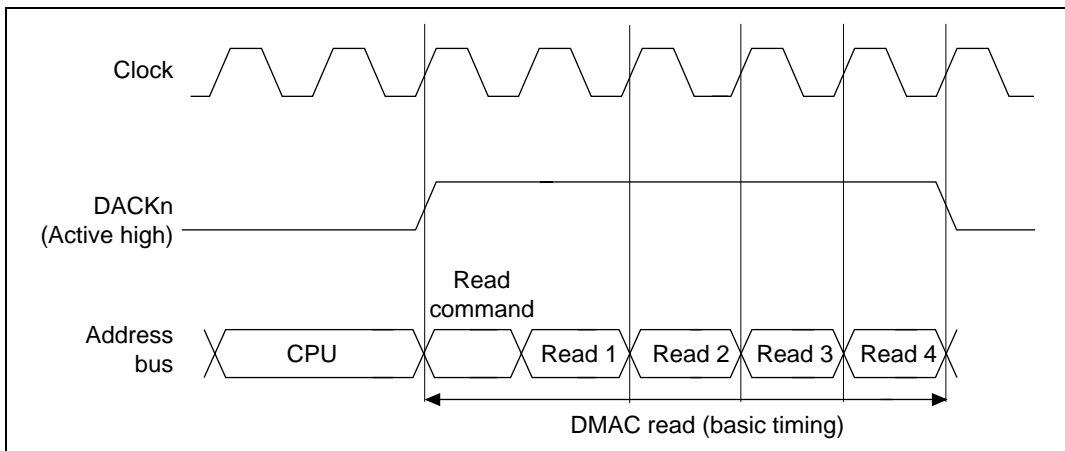 Clock
DACKn
(Active high)
Read
command
Address
bus
CPU
Read 1
Read 2
Read 3
Read 4
DMAC read (basic timing)